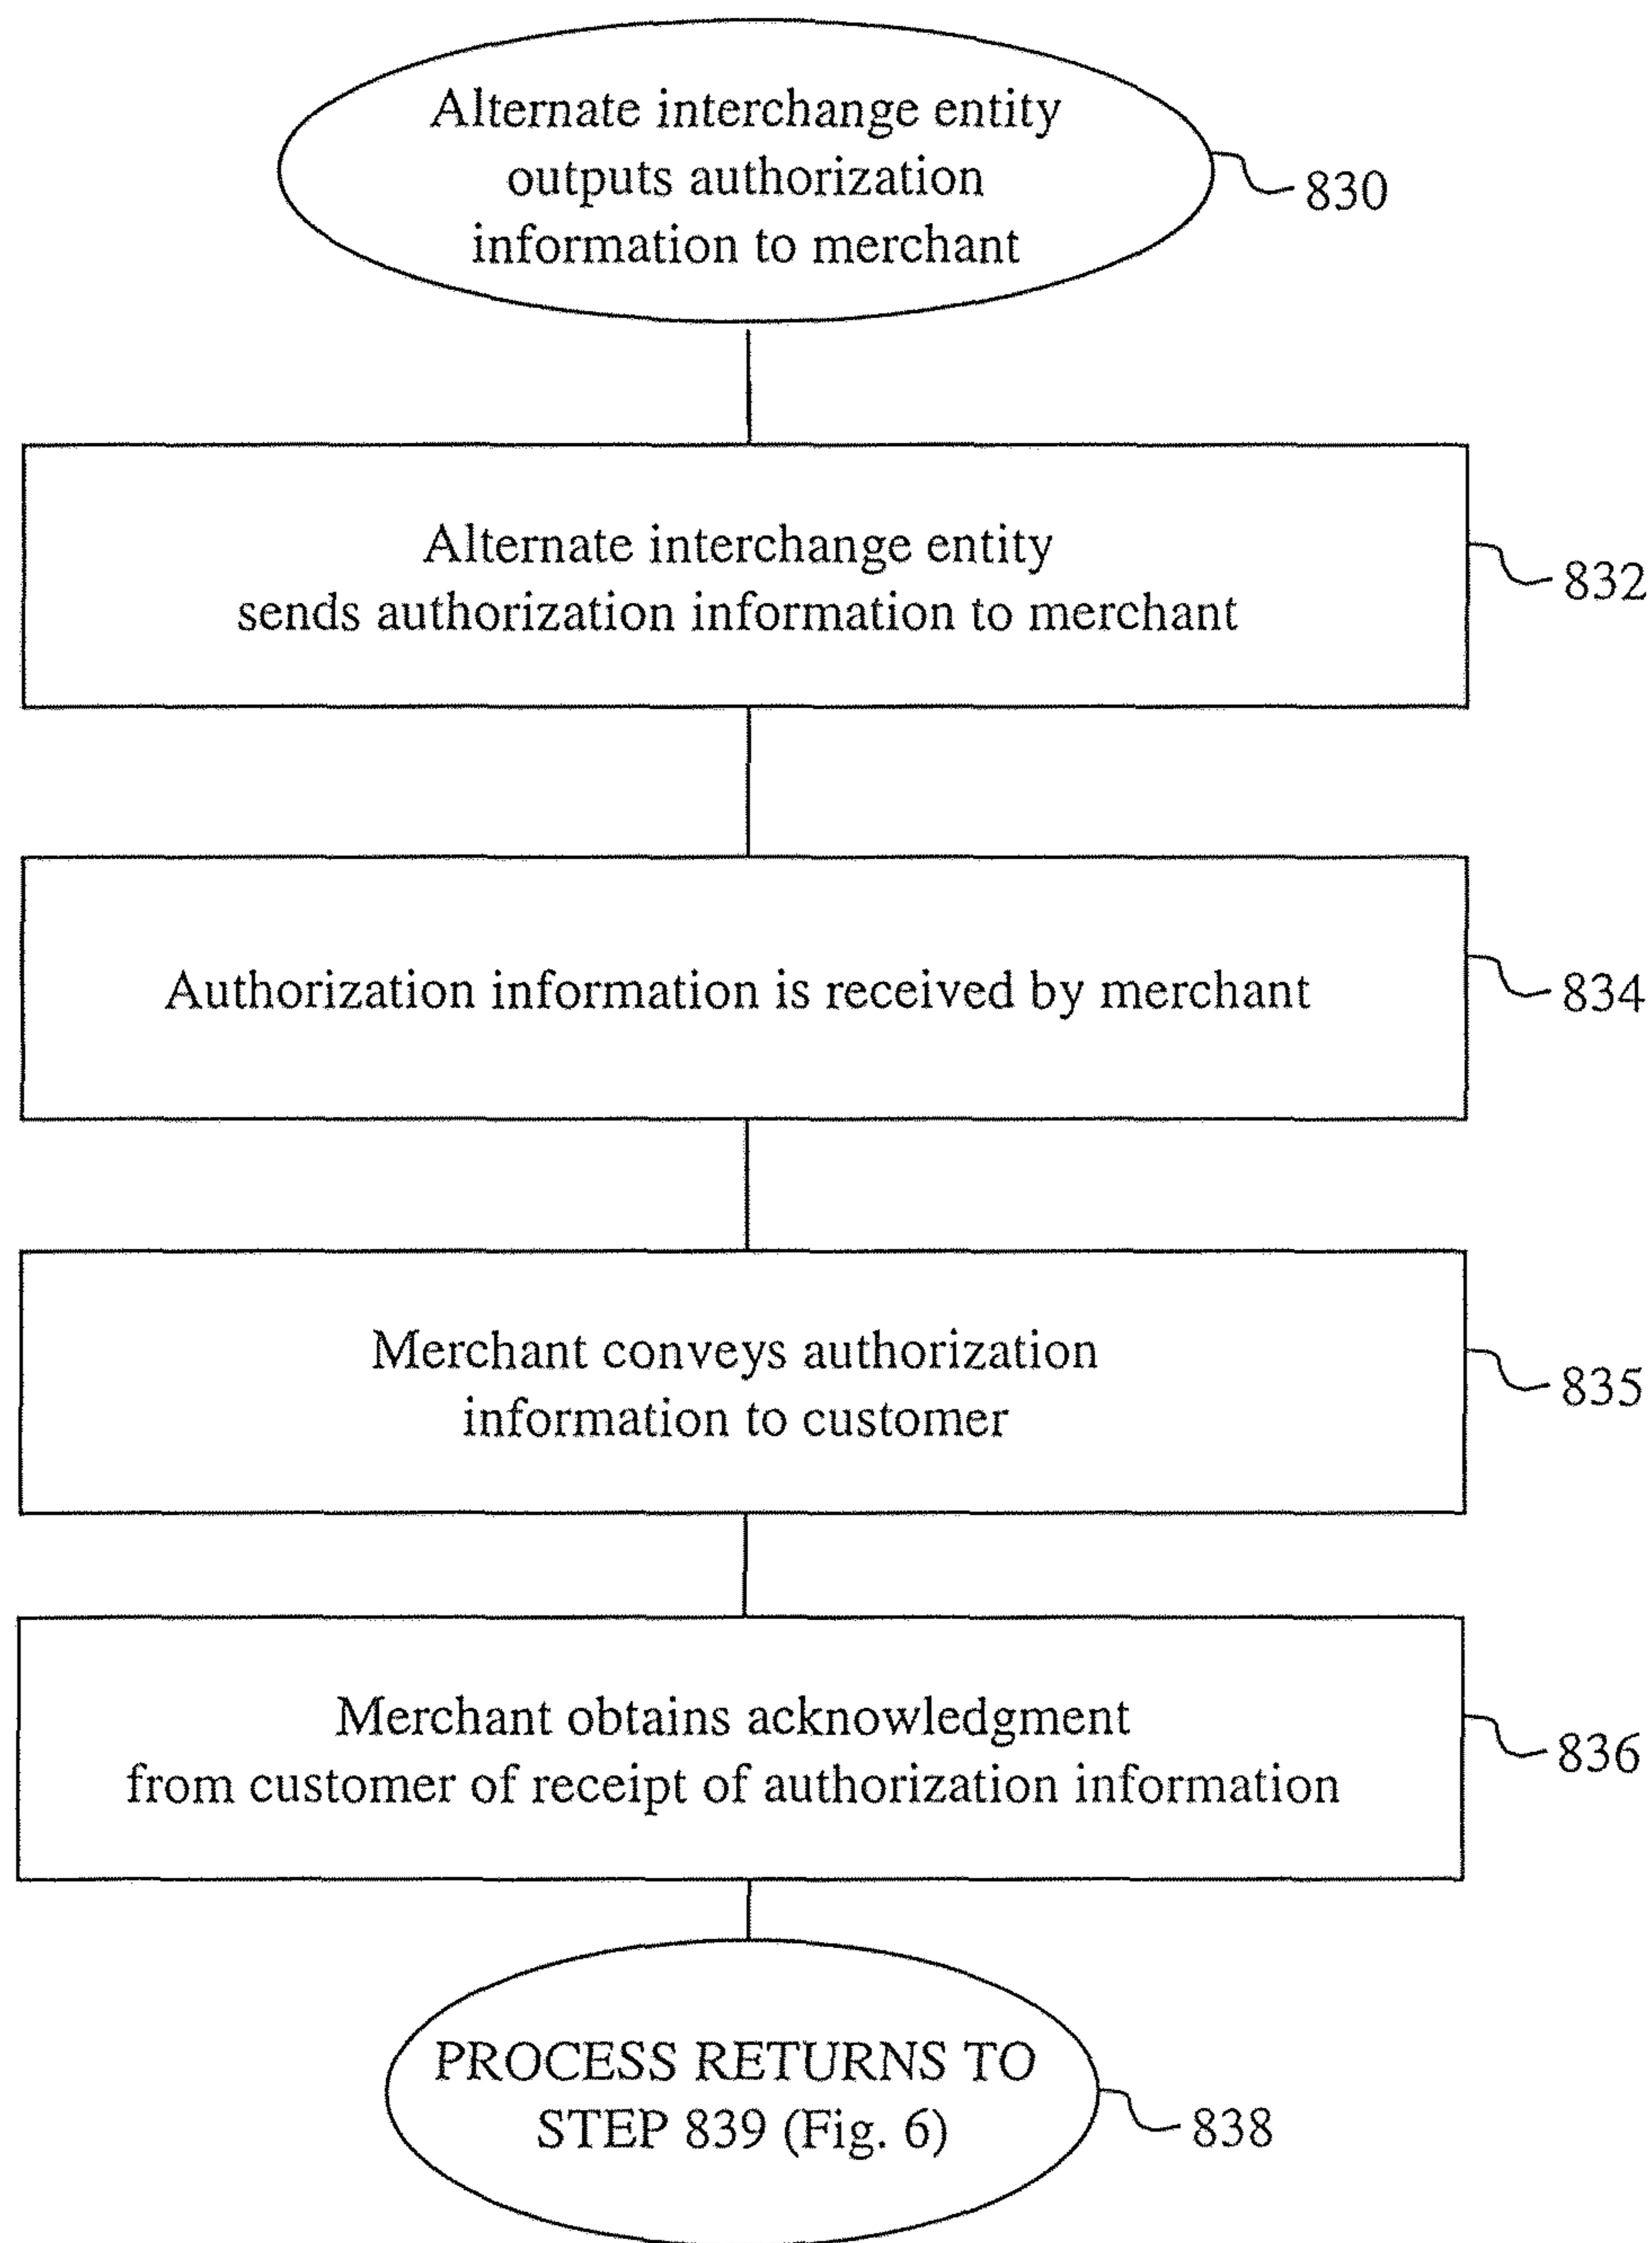 Alternate interchange entity
outputs authorization
information to merchant
830
Alternate interchange entity
sends authorization information to merchant
832
Authorization information is received by merchant
834
Merchant conveys authorization
information to customer
835
Merchant obtains acknowledgment
from customer of receipt of authorization information
836
PROCESS RETURNS TO
STEP 839 (Fig. 6)
838